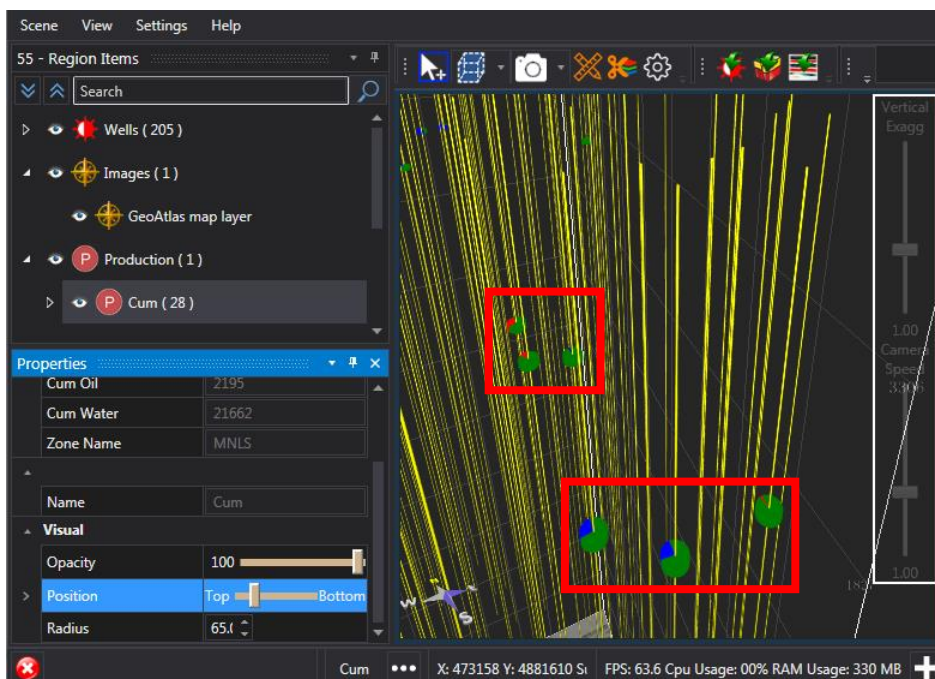 Scene View Settings Help
55 - Region Items
Search
Wells ( 205 )
Images ( 1 )
GeoAtlas map layer
P Production ( 1 )
P Cum ( 28 )
Properties
Cum Oil 2195
Cum Water 21662
Zone Name MNLS
Name Cum
Visual
Opacity 100
Position Top Bottom
Radius 65.(
Vertical
Exagg
1.00
Camera
Speed
1.00
W
S
Cum X: 473158 Y: 4881610 Su FPS: 63.6 Cpu Usage: 00% RAM Usage: 330 MB